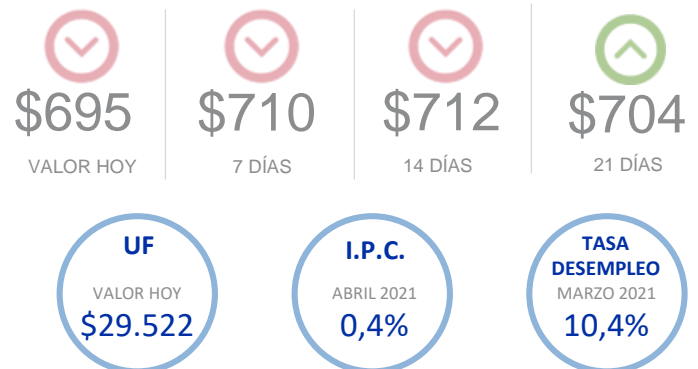 $695
$710
$712
$704
VALOR HOY
7 DÍAS
14 DÍAS
21 DÍAS
UF
VALOR HOY
$29.522
I.P.C.
ABRIL 2021
0,4%
TASA
DESEMPLEO
MARZO 2021
10,4%